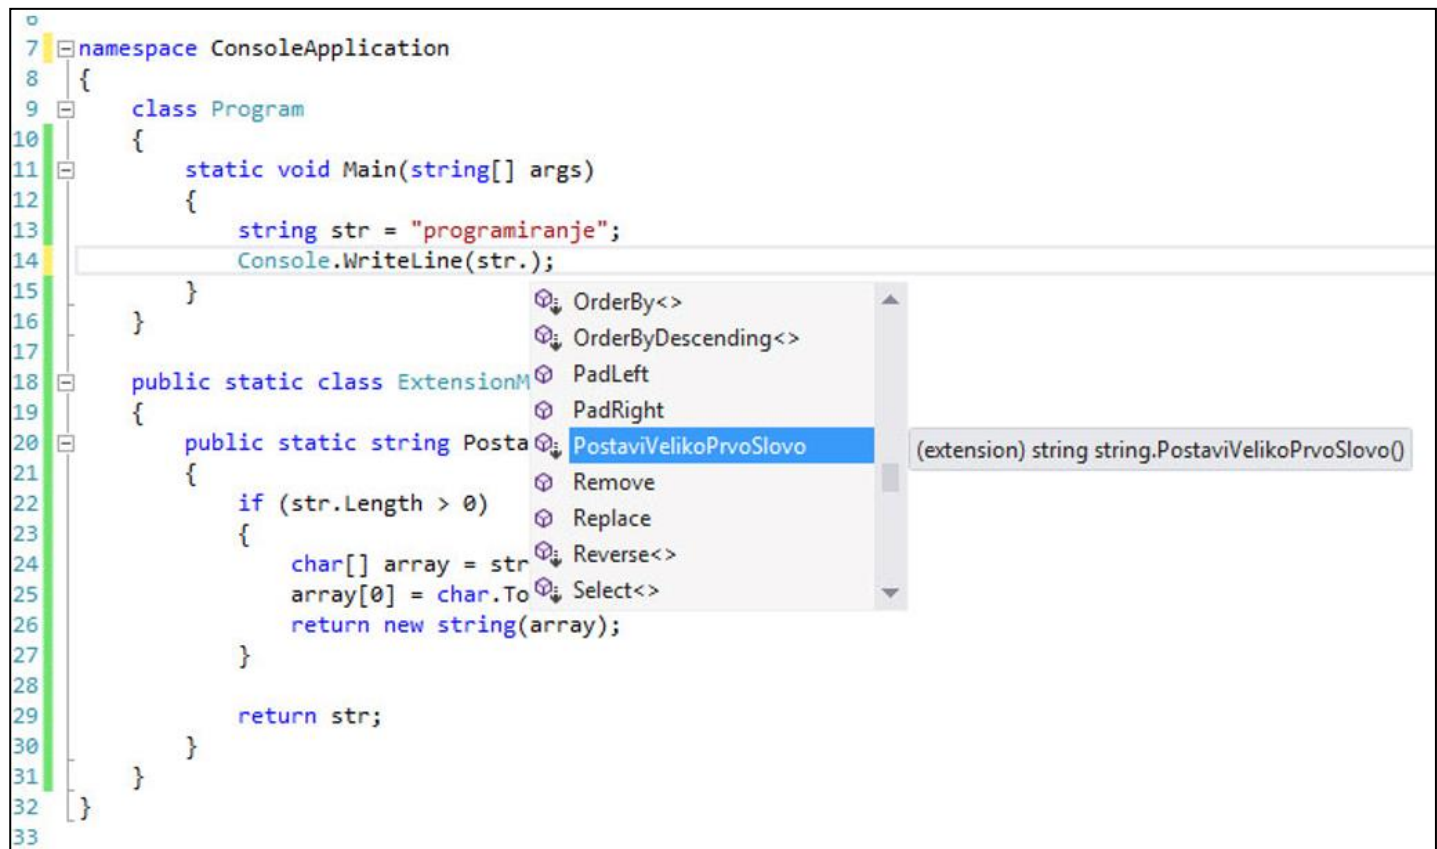 6
7 namespace ConsoleApplication
8 {
9 class Program
10 {
11 static void Main(string[] args)
12 {
13 string str = "programiranje";
14 Console.WriteLine(str.);
15 }
16 }
17
18 public static class ExtensionM
19 {
20 public static string Posta
21 {
22 if (str.Length > 0)
23 {
24 char[] array = str
25 array[0] = char.To
26 return new string(array);
27 }
28
29 return str;
30 }
31 }
32 }
33
OrderBy<>
OrderByDescending<>
PadLeft
PadRight
PostaviVelikoPrvoSlovo
(extension) string string.PostaviVelikoPrvoSlovo()
Remove
Replace
Reverse<>
Select<>